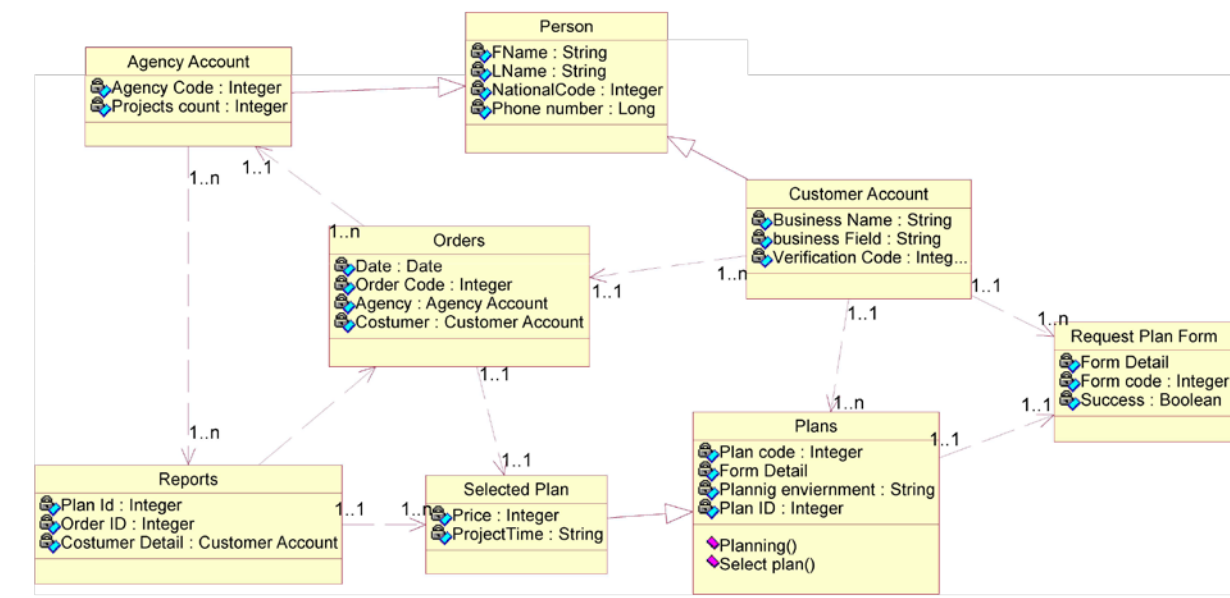 Person
FName : String
LName : String
NationalCode : Integer
Phone number : Long
Agency Account
Agency Code : Integer
Projects count : Integer
1..n
1..1
Customer Account
Business Name : String
business Field : String
Verification Code : Integ...
1..n
Orders
Date : Date
Order Code : Integer
Agency : Agency Account
Costumer : Customer Account
1..n
1..1
1..1
1..1
1..n
Request Plan Form
Form Detail
Form code : Integer
Success : Boolean
1..1
1..n
1..1
1..n
Plans
Plan code : Integer
Form Detail
Plannig enviernment : String
Plan ID : Integer
Planning()
Select plan()
1..1
1..n
1..1
Reports
Plan Id : Integer
Order ID : Integer
Costumer Detail : Customer Account
1..1
1..n
Selected Plan
Price : Integer
ProjectTime : String